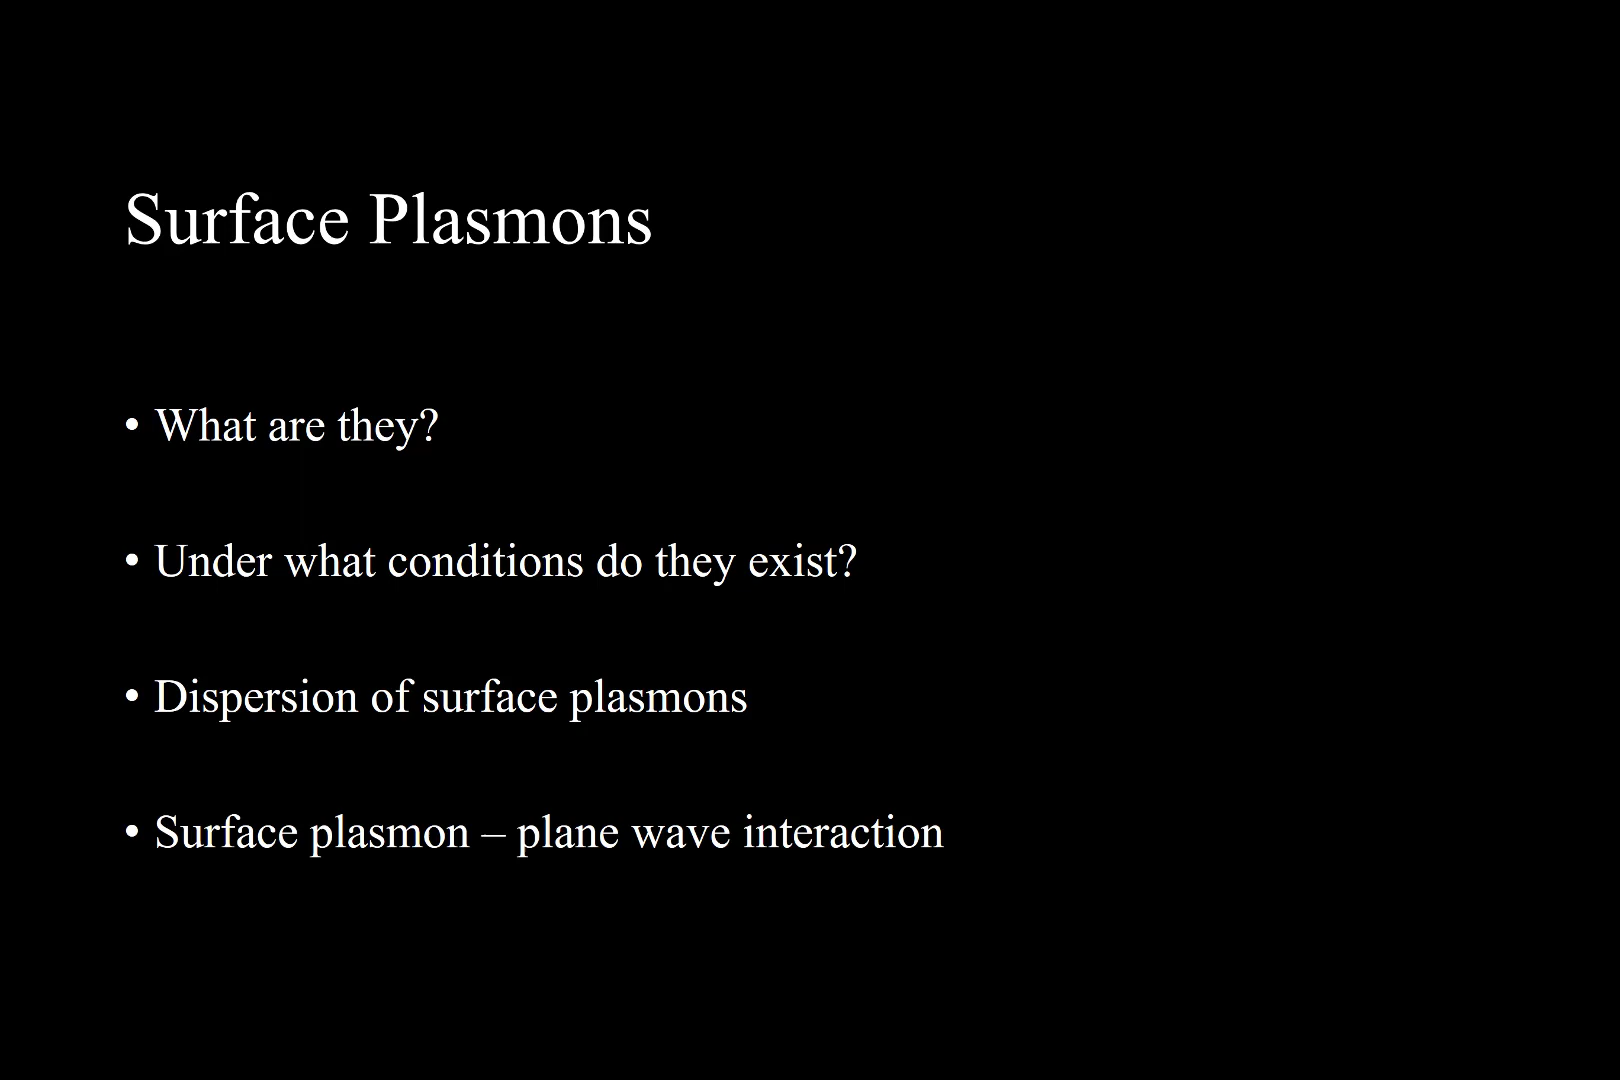 Surface Plasmons
• What are they?
• Under what conditions do they exist?
• Dispersion of surface plasmons
• Surface plasmon – plane wave interaction